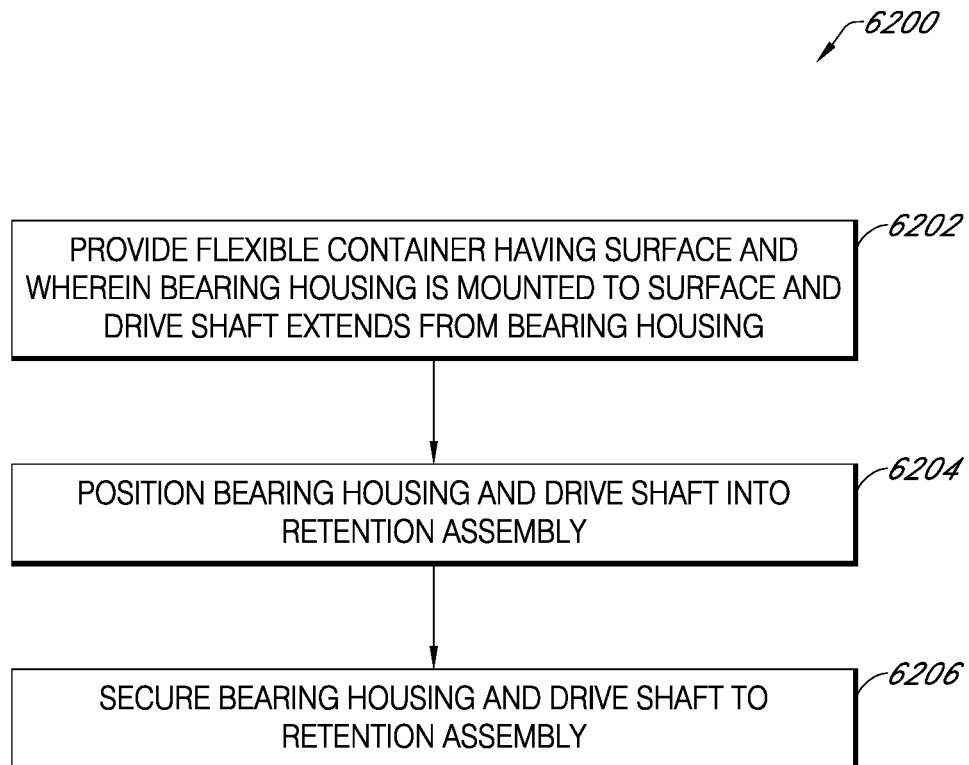 6200
6202
PROVIDE FLEXIBLE CONTAINER HAVING SURFACE AND
WHEREIN BEARING HOUSING IS MOUNTED TO SURFACE AND
DRIVE SHAFT EXTENDS FROM BEARING HOUSING
6204
POSITION BEARING HOUSING AND DRIVE SHAFT INTO
RETENTION ASSEMBLY
6206
SECURE BEARING HOUSING AND DRIVE SHAFT TO
RETENTION ASSEMBLY